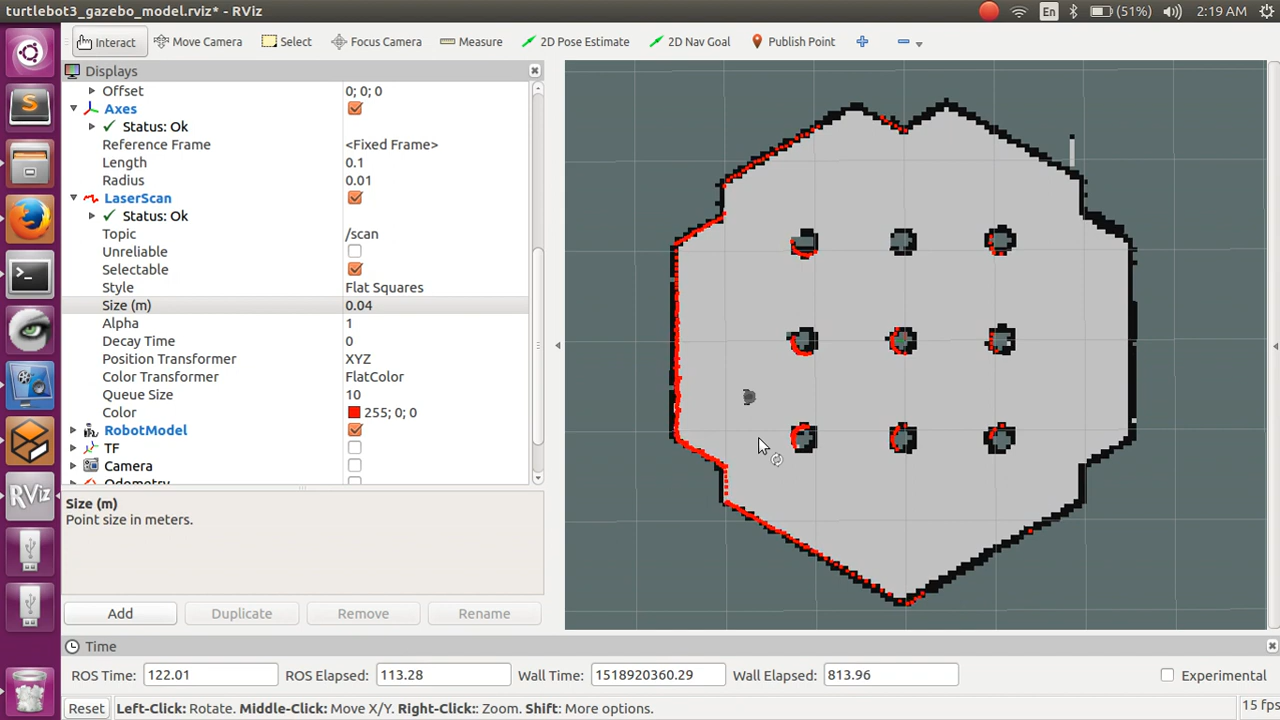 turtlebot3_gazebo_model.rviz* - RViz
En (51%) 2:19 AM
Interact Move Camera Select Focus Camera Measure 2D Pose Estimate 2D Nav Goal Publish Point
Displays
Offset 0; 0; 0
Axes
Status: Ok
Reference Frame <Fixed Frame>
Length 0.1
Radius 0.01
LaserScan
Status: Ok
Topic /scan
Unreliable
Selectable
Style Flat Squares
Size (m) 0.04
Alpha 1
Decay Time 0
Position Transformer XYZ
Color Transformer FlatColor
Queue Size 10
Color 255; 0; 0
RobotModel
TF
Camera
Odometry
Size (m)
Point size in meters.
Add Duplicate Remove Rename
Time
ROS Time: 122.01 ROS Elapsed: 113.28 Wall Time: 1518920360.29 Wall Elapsed: 813.96 Experimental
Reset Left-Click: Rotate. Middle-Click: Move X/Y. Right-Click:: Zoom. Shift: More options. 15 fps
S
RViz